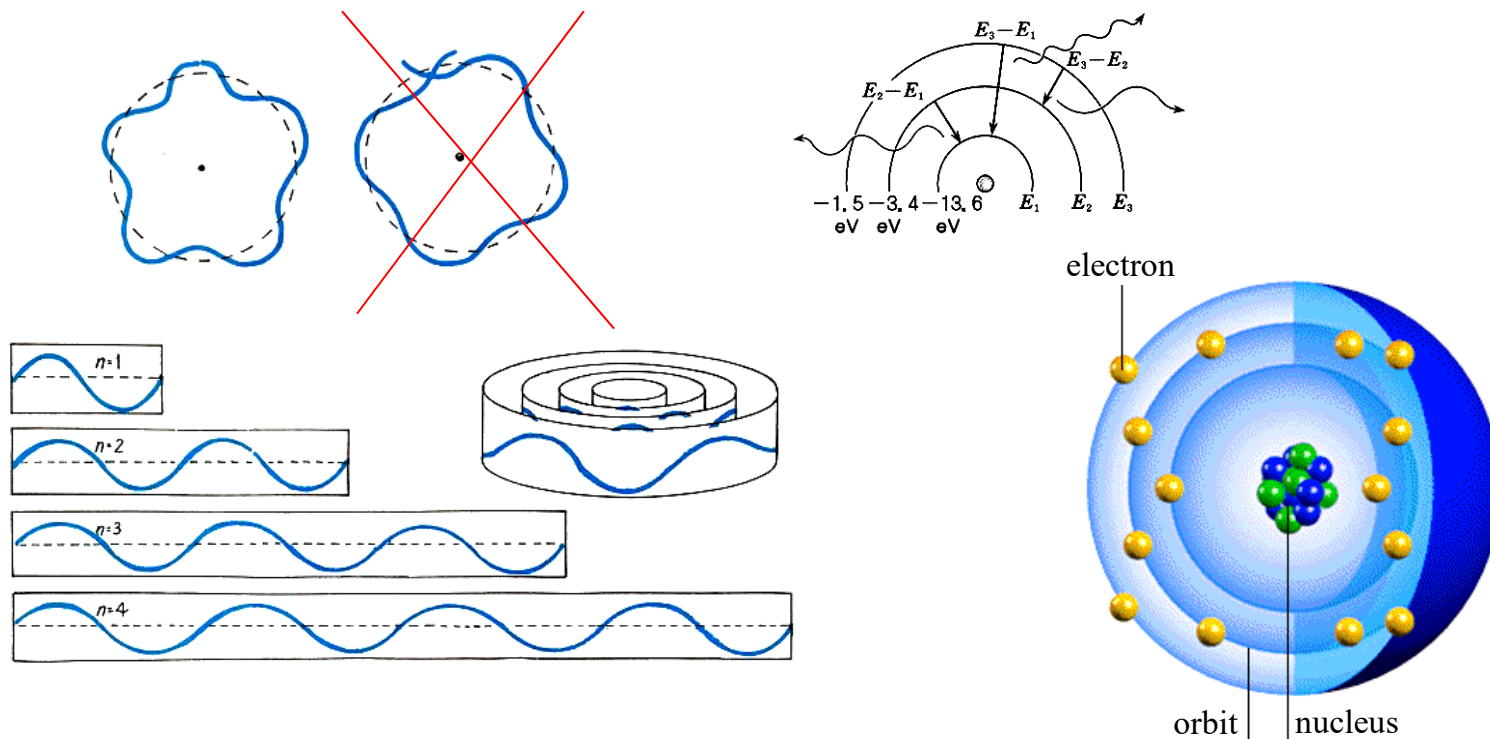 E₃−E₁
E₃−E₂
E₂−E₁
−1.5 −3.4 −13.6
eV eV eV
E₁ E₂ E₃
electron
n=1
n=2
n=3
n=4
orbit
nucleus